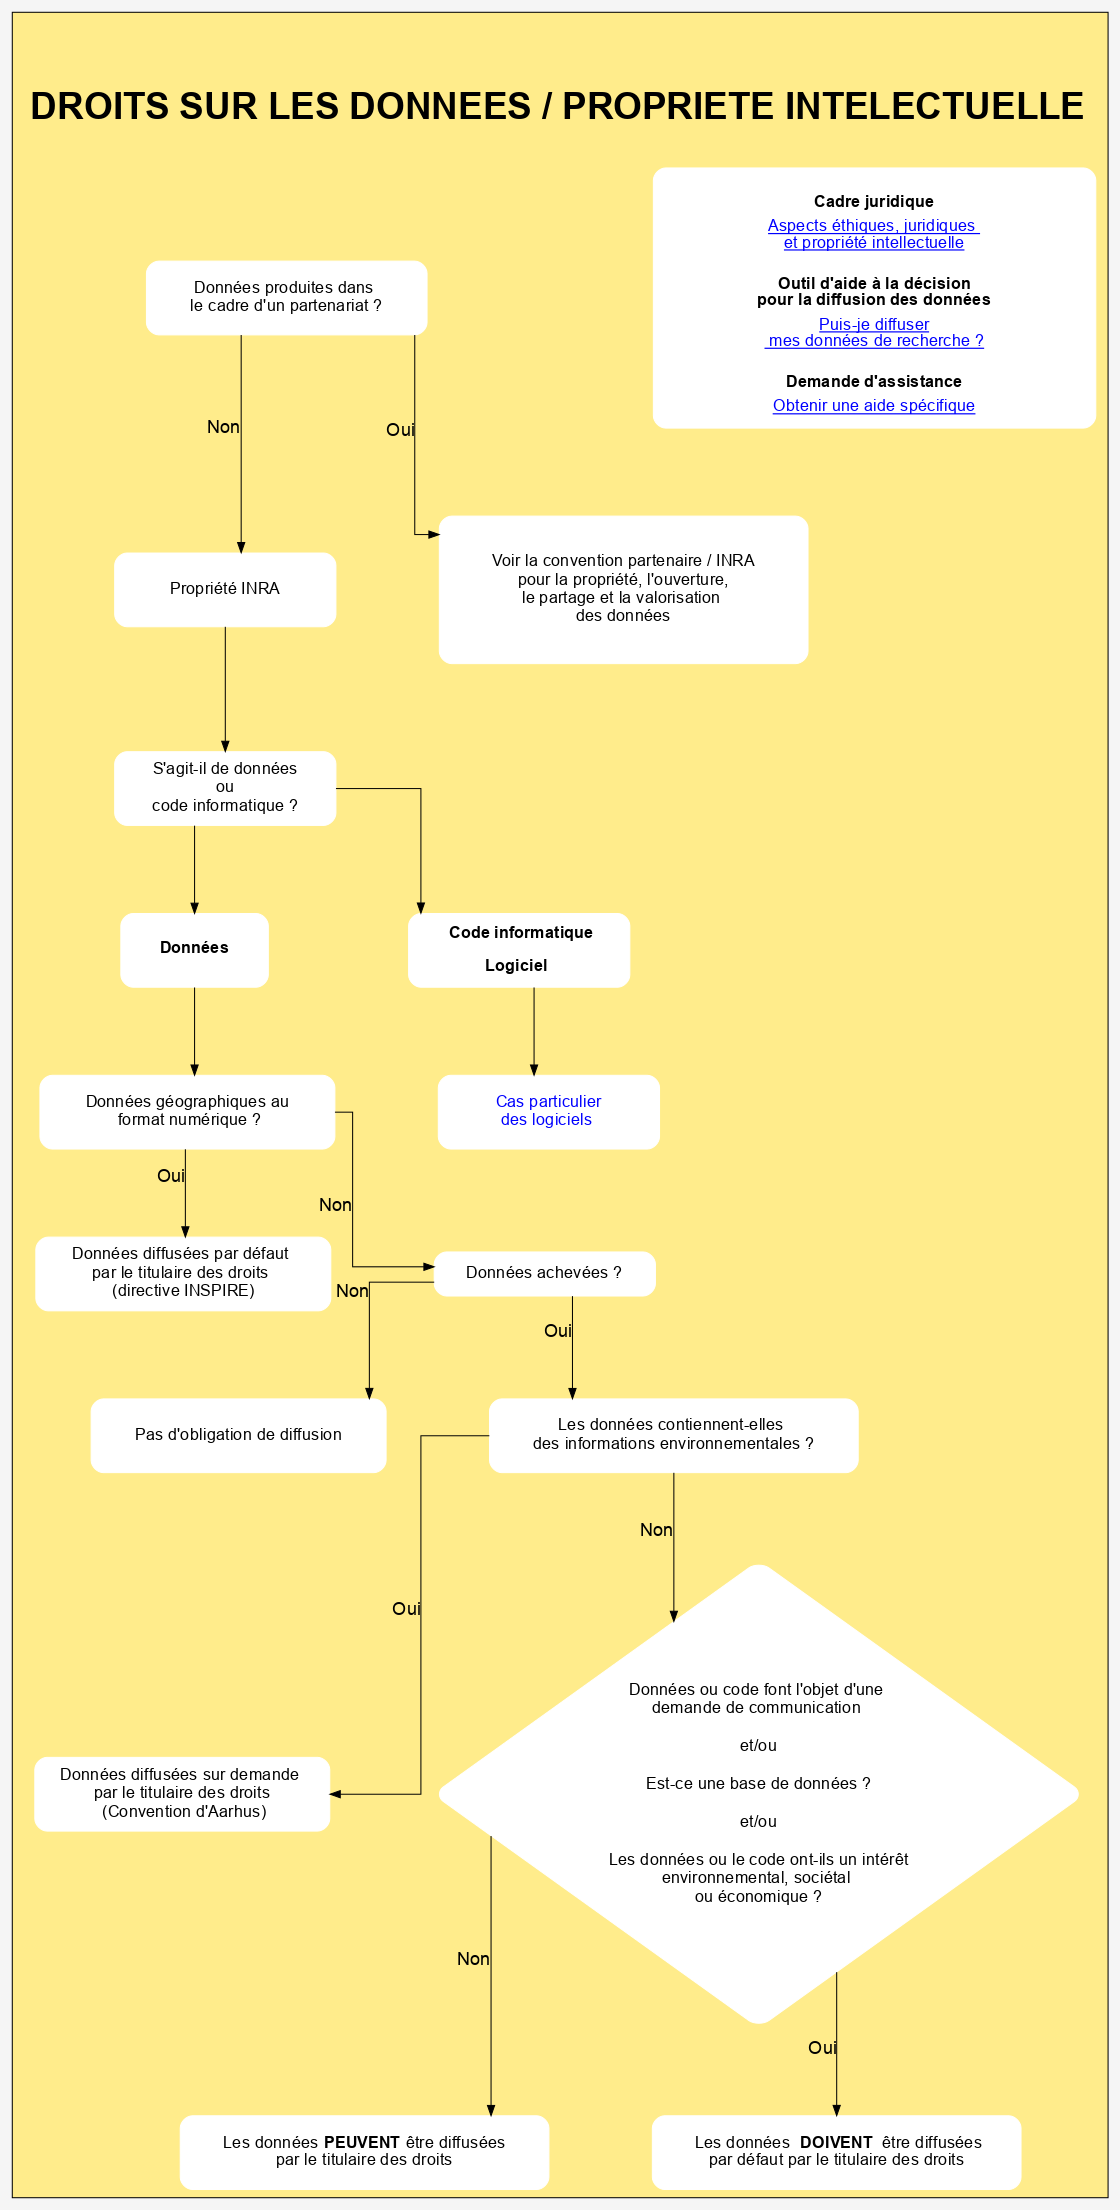 DROITS SUR LES DONNEES / PROPRIETE INTELECTUELLE
Cadre juridique
Aspects éthiques, juridiques
et propriété intellectuelle
Outil d'aide à la décision
pour la diffusion des données
Puis-je diffuser
mes données de recherche ?
Demande d'assistance
Obtenir une aide spécifique
Données produites dans
le cadre d'un partenariat ?
Non
Oui
Voir la convention partenaire / INRA
pour la propriété, l'ouverture,
le partage et la valorisation
des données
Propriété INRA
S'agit-il de données
ou
code informatique ?
Données
Code informatique
Logiciel
Données géographiques au
format numérique ?
Cas particulier
des logiciels
Oui
Non
Données diffusées par défaut
par le titulaire des droits
(directive INSPIRE)
Données achevées ?
Non
Oui
Pas d'obligation de diffusion
Les données contiennent-elles
des informations environnementales ?
Non
Oui
Données ou code font l'objet d'une
demande de communication
et/ou
Est-ce une base de données ?
et/ou
Les données ou le code ont-ils un intérêt
environnemental, sociétal
ou économique ?
Données diffusées sur demande
par le titulaire des droits
(Convention d'Aarhus)
Non
Oui
Les données PEUVENT être diffusées
par le titulaire des droits
Les données DOIVENT être diffusées
par défaut par le titulaire des droits